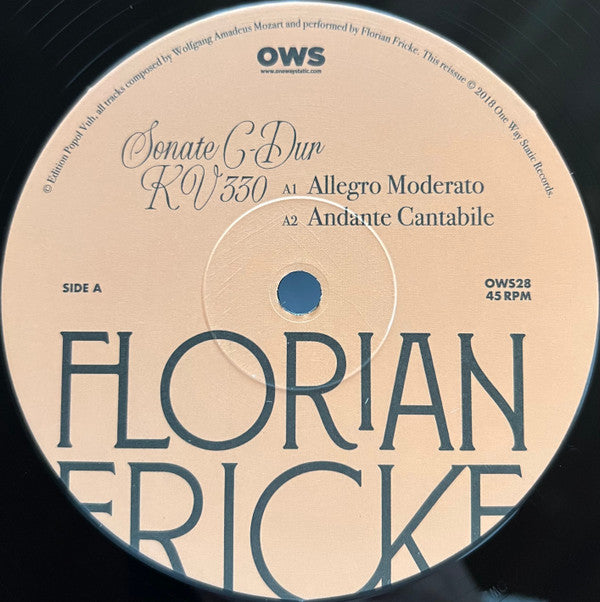 © Edition Popol Vuh, all tracks composed by Wolfgang Amadeus Mozart and performed by Florian Fricke. This reissue © 2018 One Way Static Records.
OWS
www.onewaystatic.com
Sonate C-Dur
KV 330
A1 Allegro Moderato
A2 Andante Cantabile
SIDE A
OWS28
45 RPM
FLORIAN
FRICKE